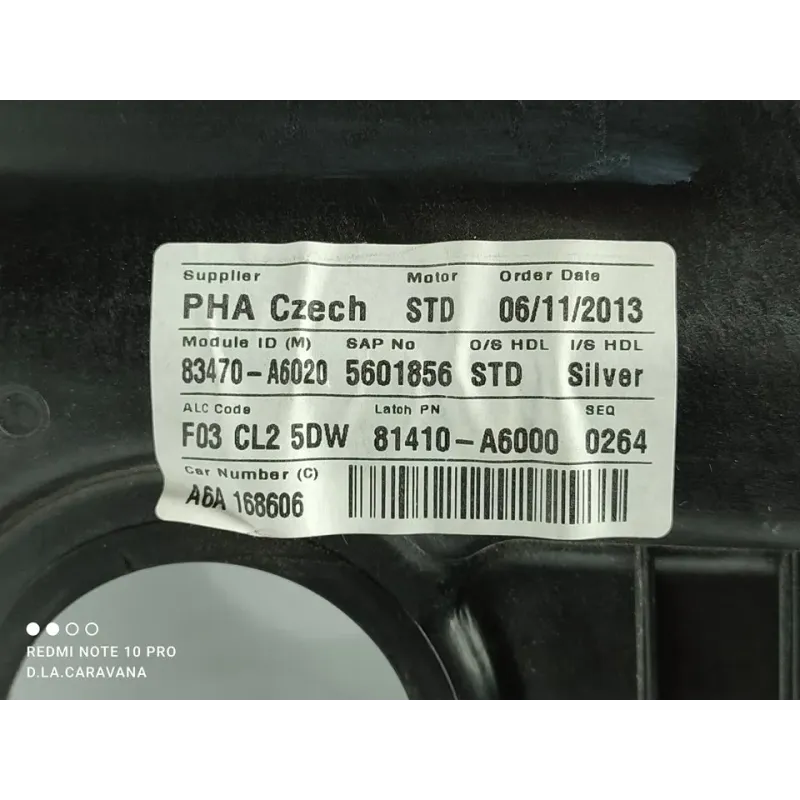 Supplier Motor Order Date
PHA Czech STD 06/11/2013
Module ID (M) SAP No O/S HDL I/S HDL
83470-A6020 5601856 STD Silver
ALC Code Latch PN SEQ
F03 CL2 5DW 81410-A6000 0264
Car Number (C)
A6A 168606
REDMI NOTE 10 PRO
D.LA.CARAVANA